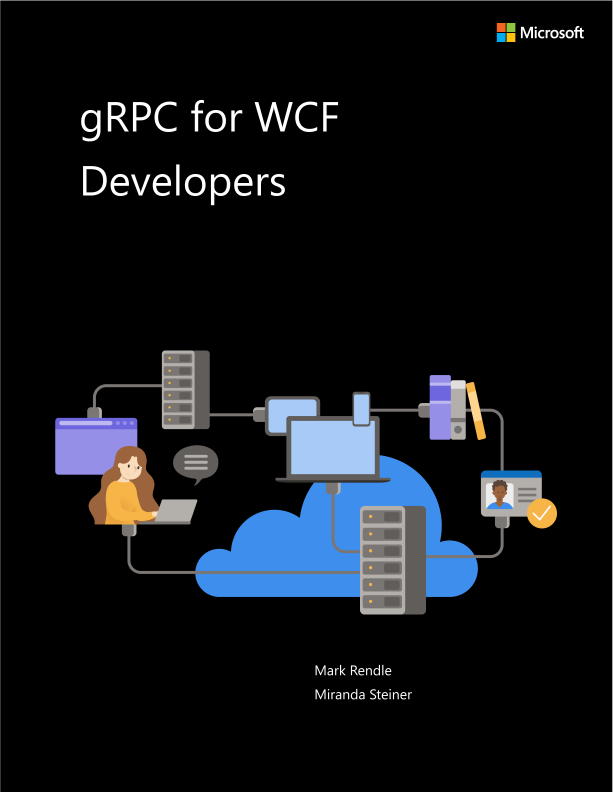 Microsoft
gRPC for WCF
Developers
Mark Rendle
Miranda Steiner